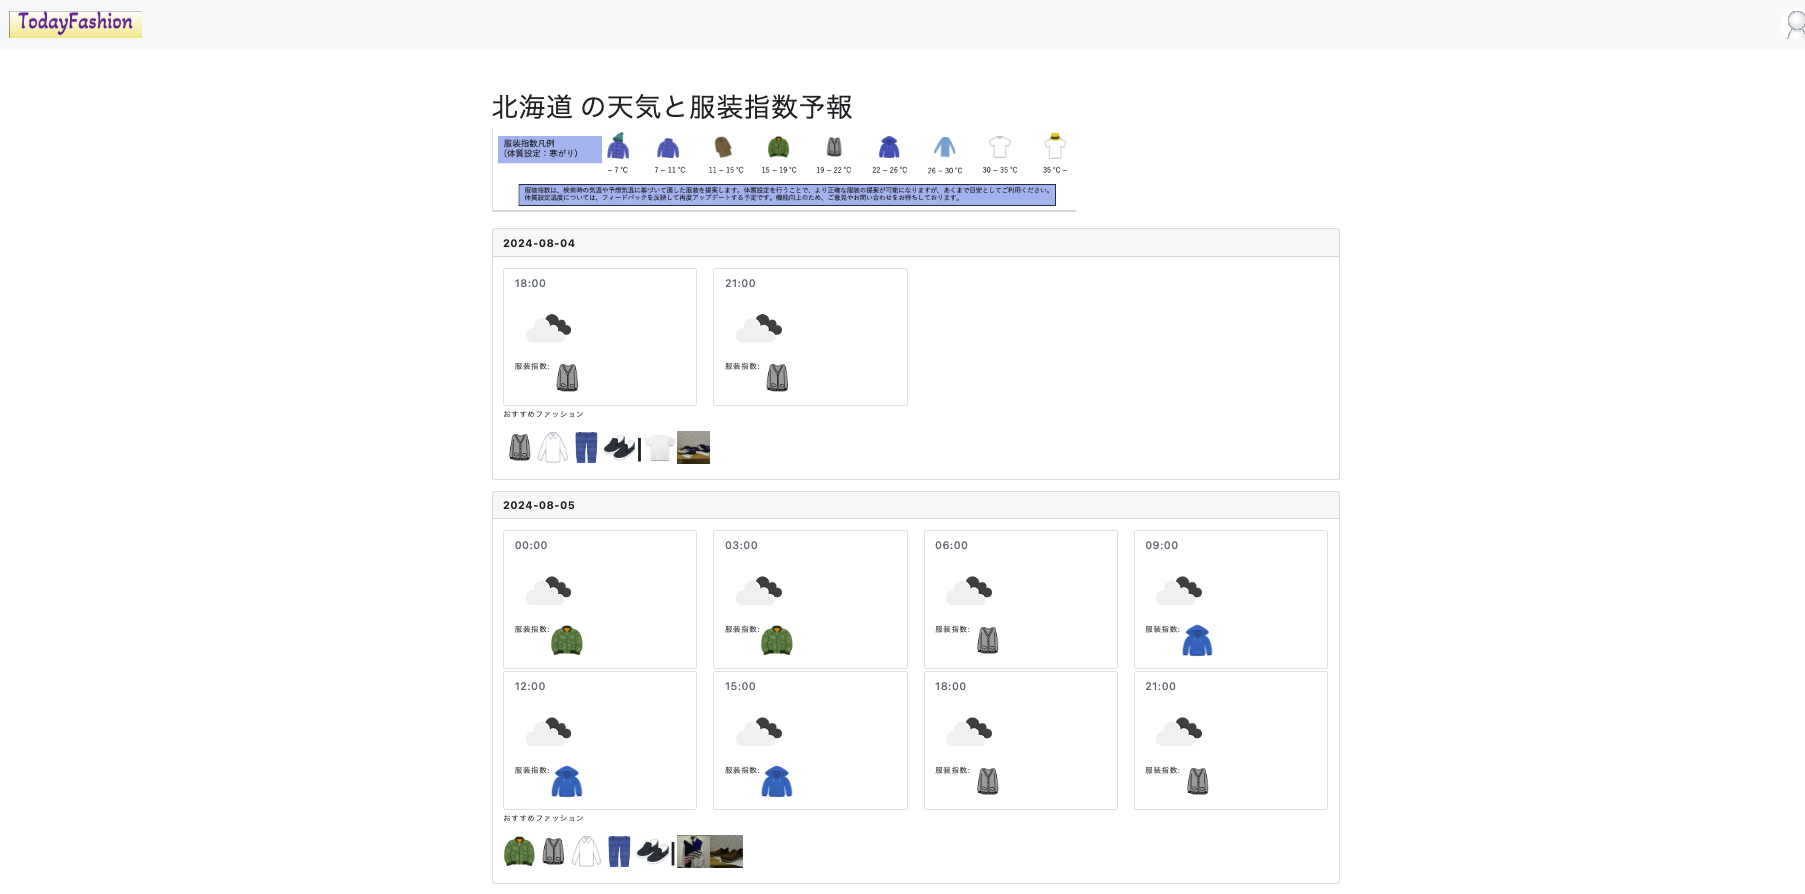 TodayFashion
北海道 の天気と服装指数予報
服装指数凡例
(体質設定：寒がり)
~ 7 °C
7 ~ 11 °C
11 ~ 15 °C
15 ~ 19 °C
19 ~ 22 °C
22 ~ 26 °C
26 ~ 30 °C
30 ~ 35 °C
35 °C ~
服装指数は、検索時の気温や予想気温に基づいて適した服装を提案します。体質設定を行うことで、より正確な服装の提案が可能になりますが、あくまで目安としてご利用ください。
体質設定温度については、フィードバックを反映して再度アップデートする予定です。機能向上のため、ご意見やお問い合わせをお待ちしております。
2024-08-04
18:00
21:00
服装指数:
服装指数:
おすすめファッション
2024-08-05
00:00
03:00
06:00
09:00
服装指数:
服装指数:
服装指数:
服装指数:
12:00
15:00
18:00
21:00
服装指数:
服装指数:
服装指数:
服装指数:
おすすめファッション